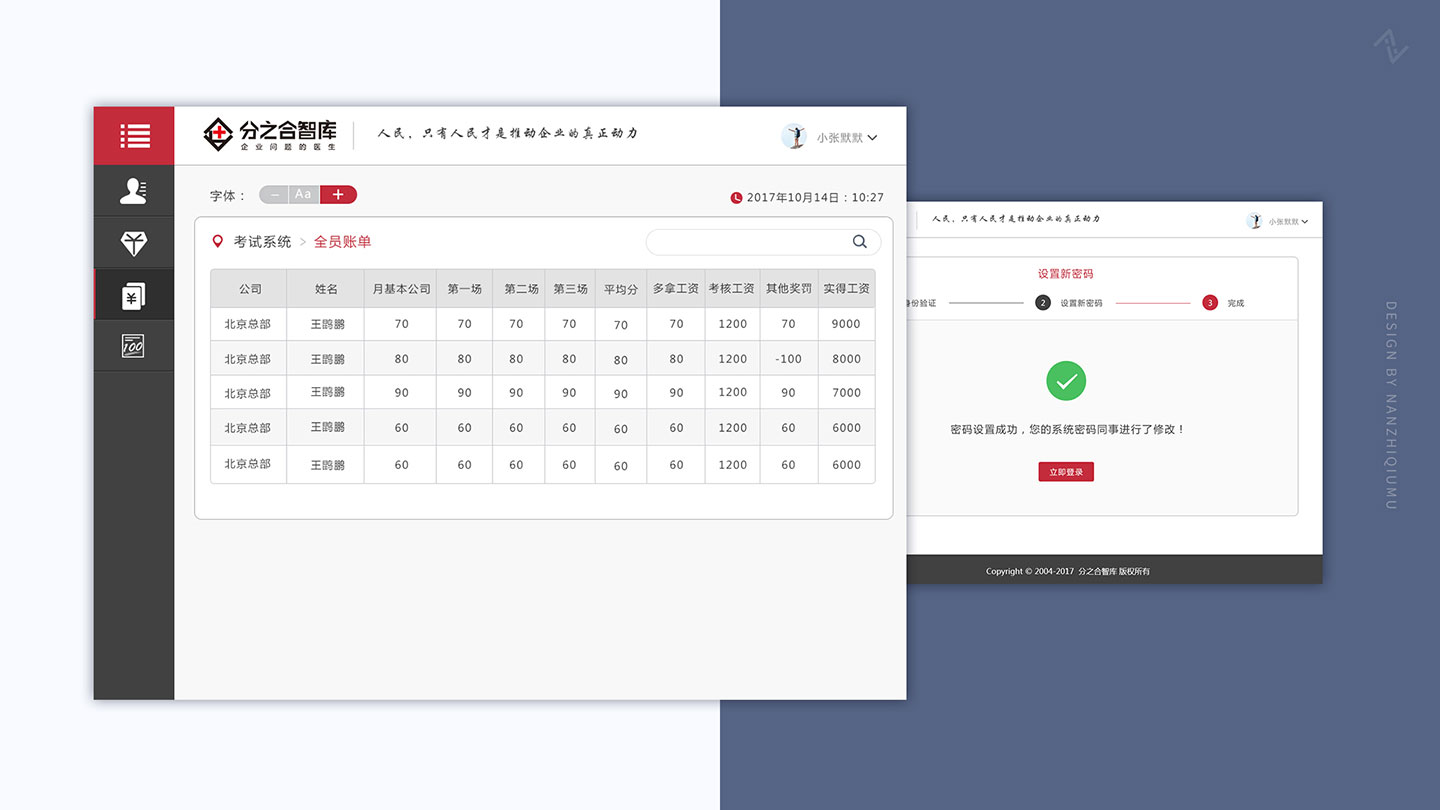 分之合智库
企业问题的医生
人民,只有人民才是推动企业的真正动力
小张默默
字体:
− Aa +
2017年10月14日:10:27
考试系统 > 全员账单
公司 姓名 月基本公司 第一场 第二场 第三场 平均分 多拿工资 考核工资 其他奖罚 实得工资
北京总部 王鹍鹏 70 70 70 70 70 70 1200 70 9000
北京总部 王鹍鹏 80 80 80 80 80 80 1200 -100 8000
北京总部 王鹍鹏 90 90 90 90 90 90 1200 90 7000
北京总部 王鹍鹏 60 60 60 60 60 60 1200 60 6000
北京总部 王鹍鹏 60 60 60 60 60 60 1200 60 6000
¥
100
人民,只有人民才是推动企业的真正动力
小张默默
设置新密码
份验证 2 设置新密码 3 完成
密码设置成功,您的系统密码同事进行了修改!
立即登录
Copyright © 2004-2017 分之合智库 版权所有
DESIGN BY NANZHIQIUMU